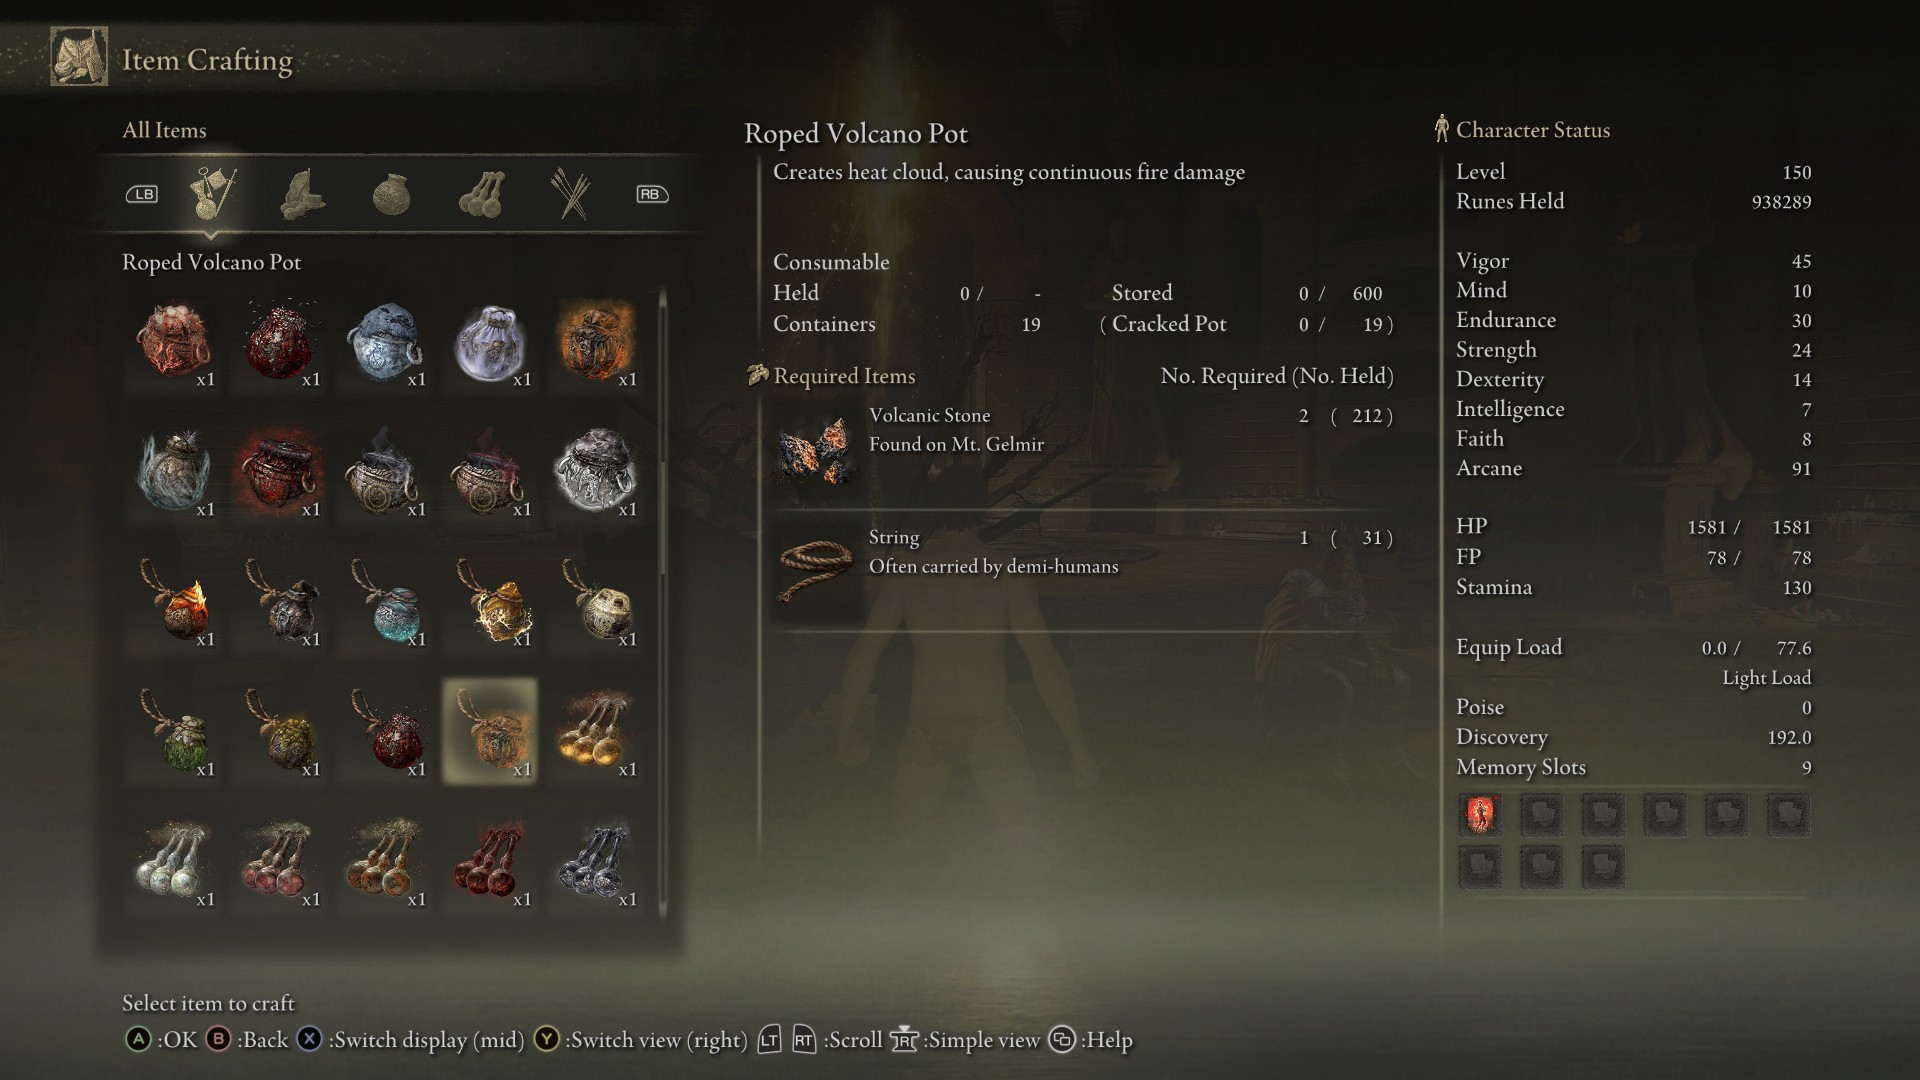 Item Crafting
All Items
LB
RB
Roped Volcano Pot
x1 x1 x1 x1 x1
x1 x1 x1 x1 x1
x1 x1 x1 x1 x1
x1 x1 x1 x1 x1
x1 x1 x1 x1 x1
Roped Volcano Pot
Creates heat cloud, causing continuous fire damage
Consumable
Held 0 / - Stored 0 / 600
Containers 19 ( Cracked Pot 0 / 19 )
Required Items No. Required (No. Held)
Volcanic Stone 2 ( 212 )
Found on Mt. Gelmir
String 1 ( 31 )
Often carried by demi-humans
Character Status
Level 150
Runes Held 938289
Vigor 45
Mind 10
Endurance 30
Strength 24
Dexterity 14
Intelligence 7
Faith 8
Arcane 91
HP 1581 / 1581
FP 78 / 78
Stamina 130
Equip Load 0.0 / 77.6
Light Load
Poise 0
Discovery 192.0
Memory Slots 9
Select item to craft
A :OK B :Back X :Switch display (mid) Y :Switch view (right) LT RT :Scroll R :Simple view :Help